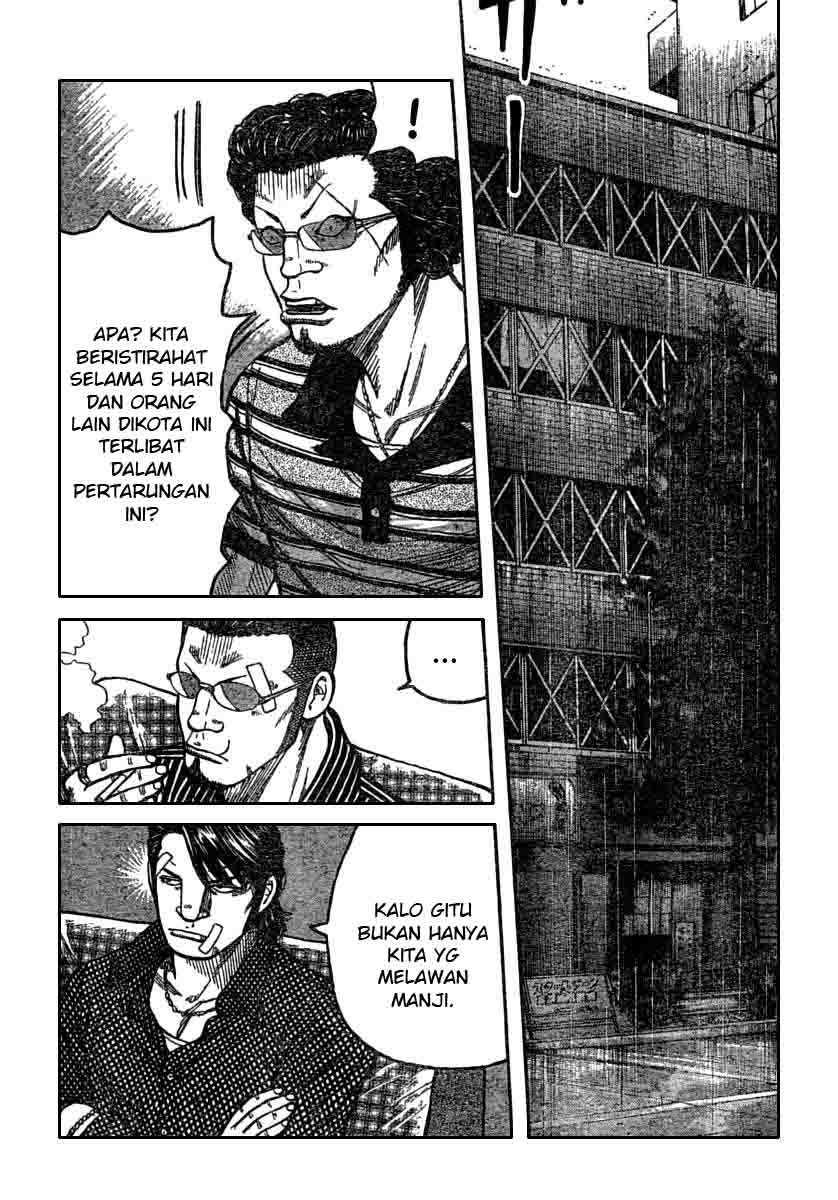 ザ
!
APA? KITA
BERISTIRAHAT
SELAMA 5 HARI
DAN ORANG
LAIN DIKOTA INI
TERLIBAT
DALAM
PERTARUNGAN
INI?
...
KALO GITU
BUKAN HANYA
KITA YG
MELAWAN
MANJI.